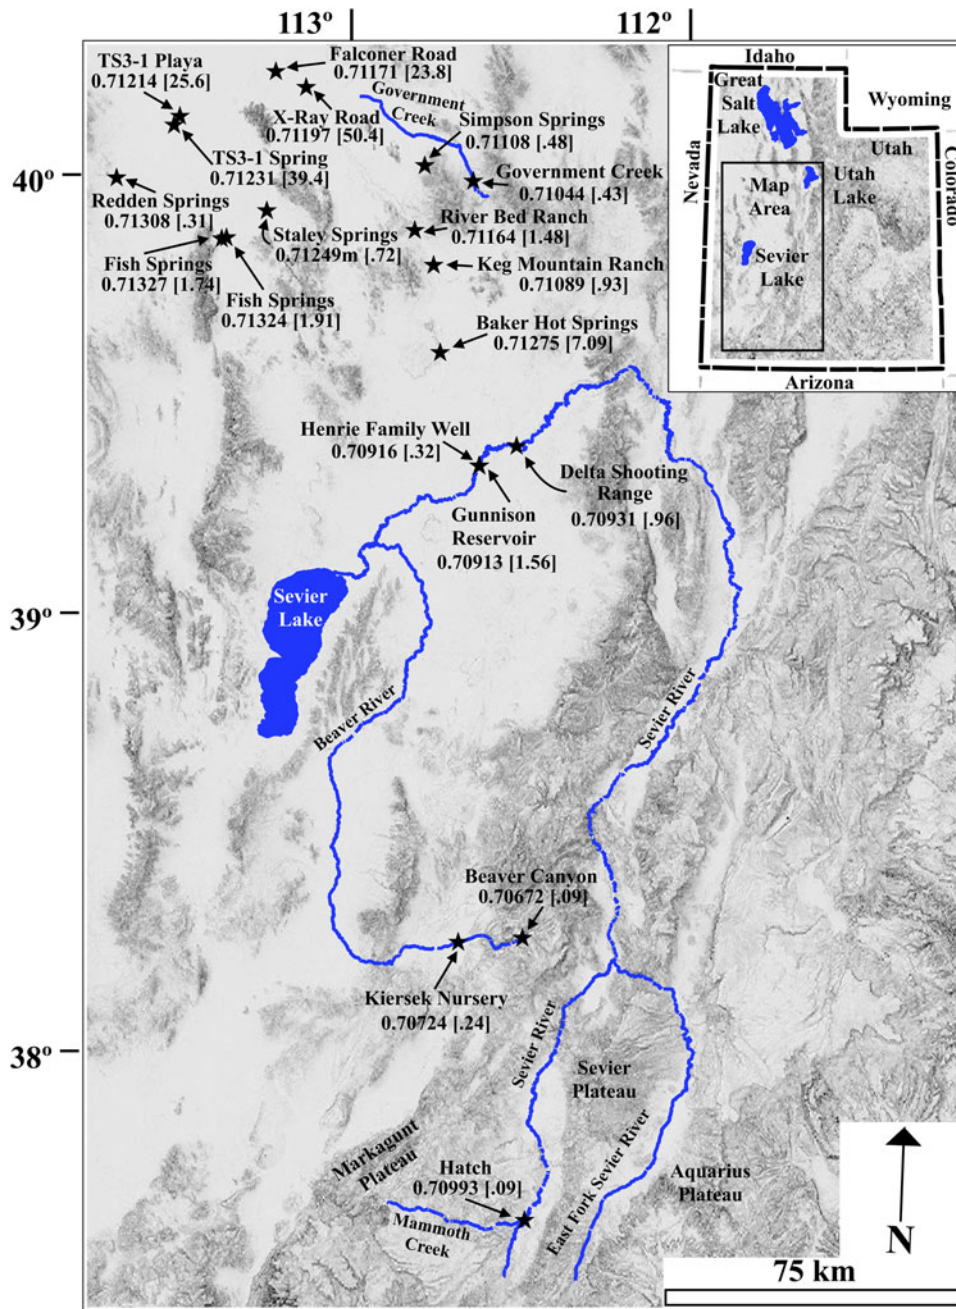 113º
112º
Idaho
Great
Salt
Lake
Wyoming
Utah
Nevada
Colorado
Utah
Lake
Map
Area
Sevier
Lake
Arizona
TS3-1 Playa
0.71214 [25.6]
Falconer Road
0.71171 [23.8]
Government
Creek
X-Ray Road
0.71197 [50.4]
Simpson Springs
0.71108 [.48]
TS3-1 Spring
0.71231 [39.4]
40º
Government Creek
0.71044 [.43]
Redden Springs
0.71308 [.31]
River Bed Ranch
0.71164 [1.48]
Staley Springs
0.71249m [.72]
Fish Springs
0.71327 [1.74]
Keg Mountain Ranch
0.71089 [.93]
Fish Springs
0.71324 [1.91]
Baker Hot Springs
0.71275 [7.09]
Henrie Family Well
0.70916 [.32]
Delta Shooting
Range
0.70931 [.96]
Gunnison
Reservoir
0.70913 [1.56]
39º
Sevier
Lake
Beaver River
Sevier River
Beaver Canyon
0.70672 [.09]
Kiersek Nursery
0.70724 [.24]
38º
Sevier River
Sevier
Plateau
Markagunt
Plateau
Hatch
0.70993 [.09]
East Fork Sevier River
Aquarius
Plateau
Mammoth
Creek
N
75 km